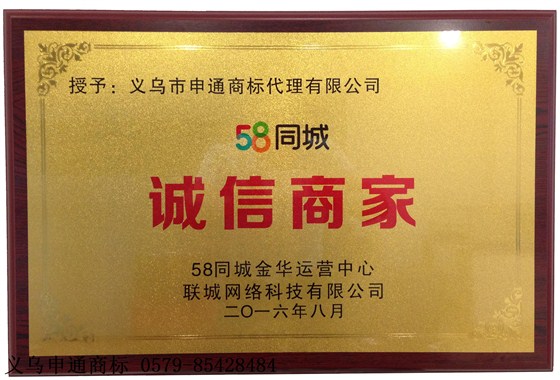 授予：义乌市申通商标代理有限公司
58同城
诚信商家
58同城金华运营中心
联城网络科技有限公司
二〇一六年八月
义乌申通商标 0579-85428484